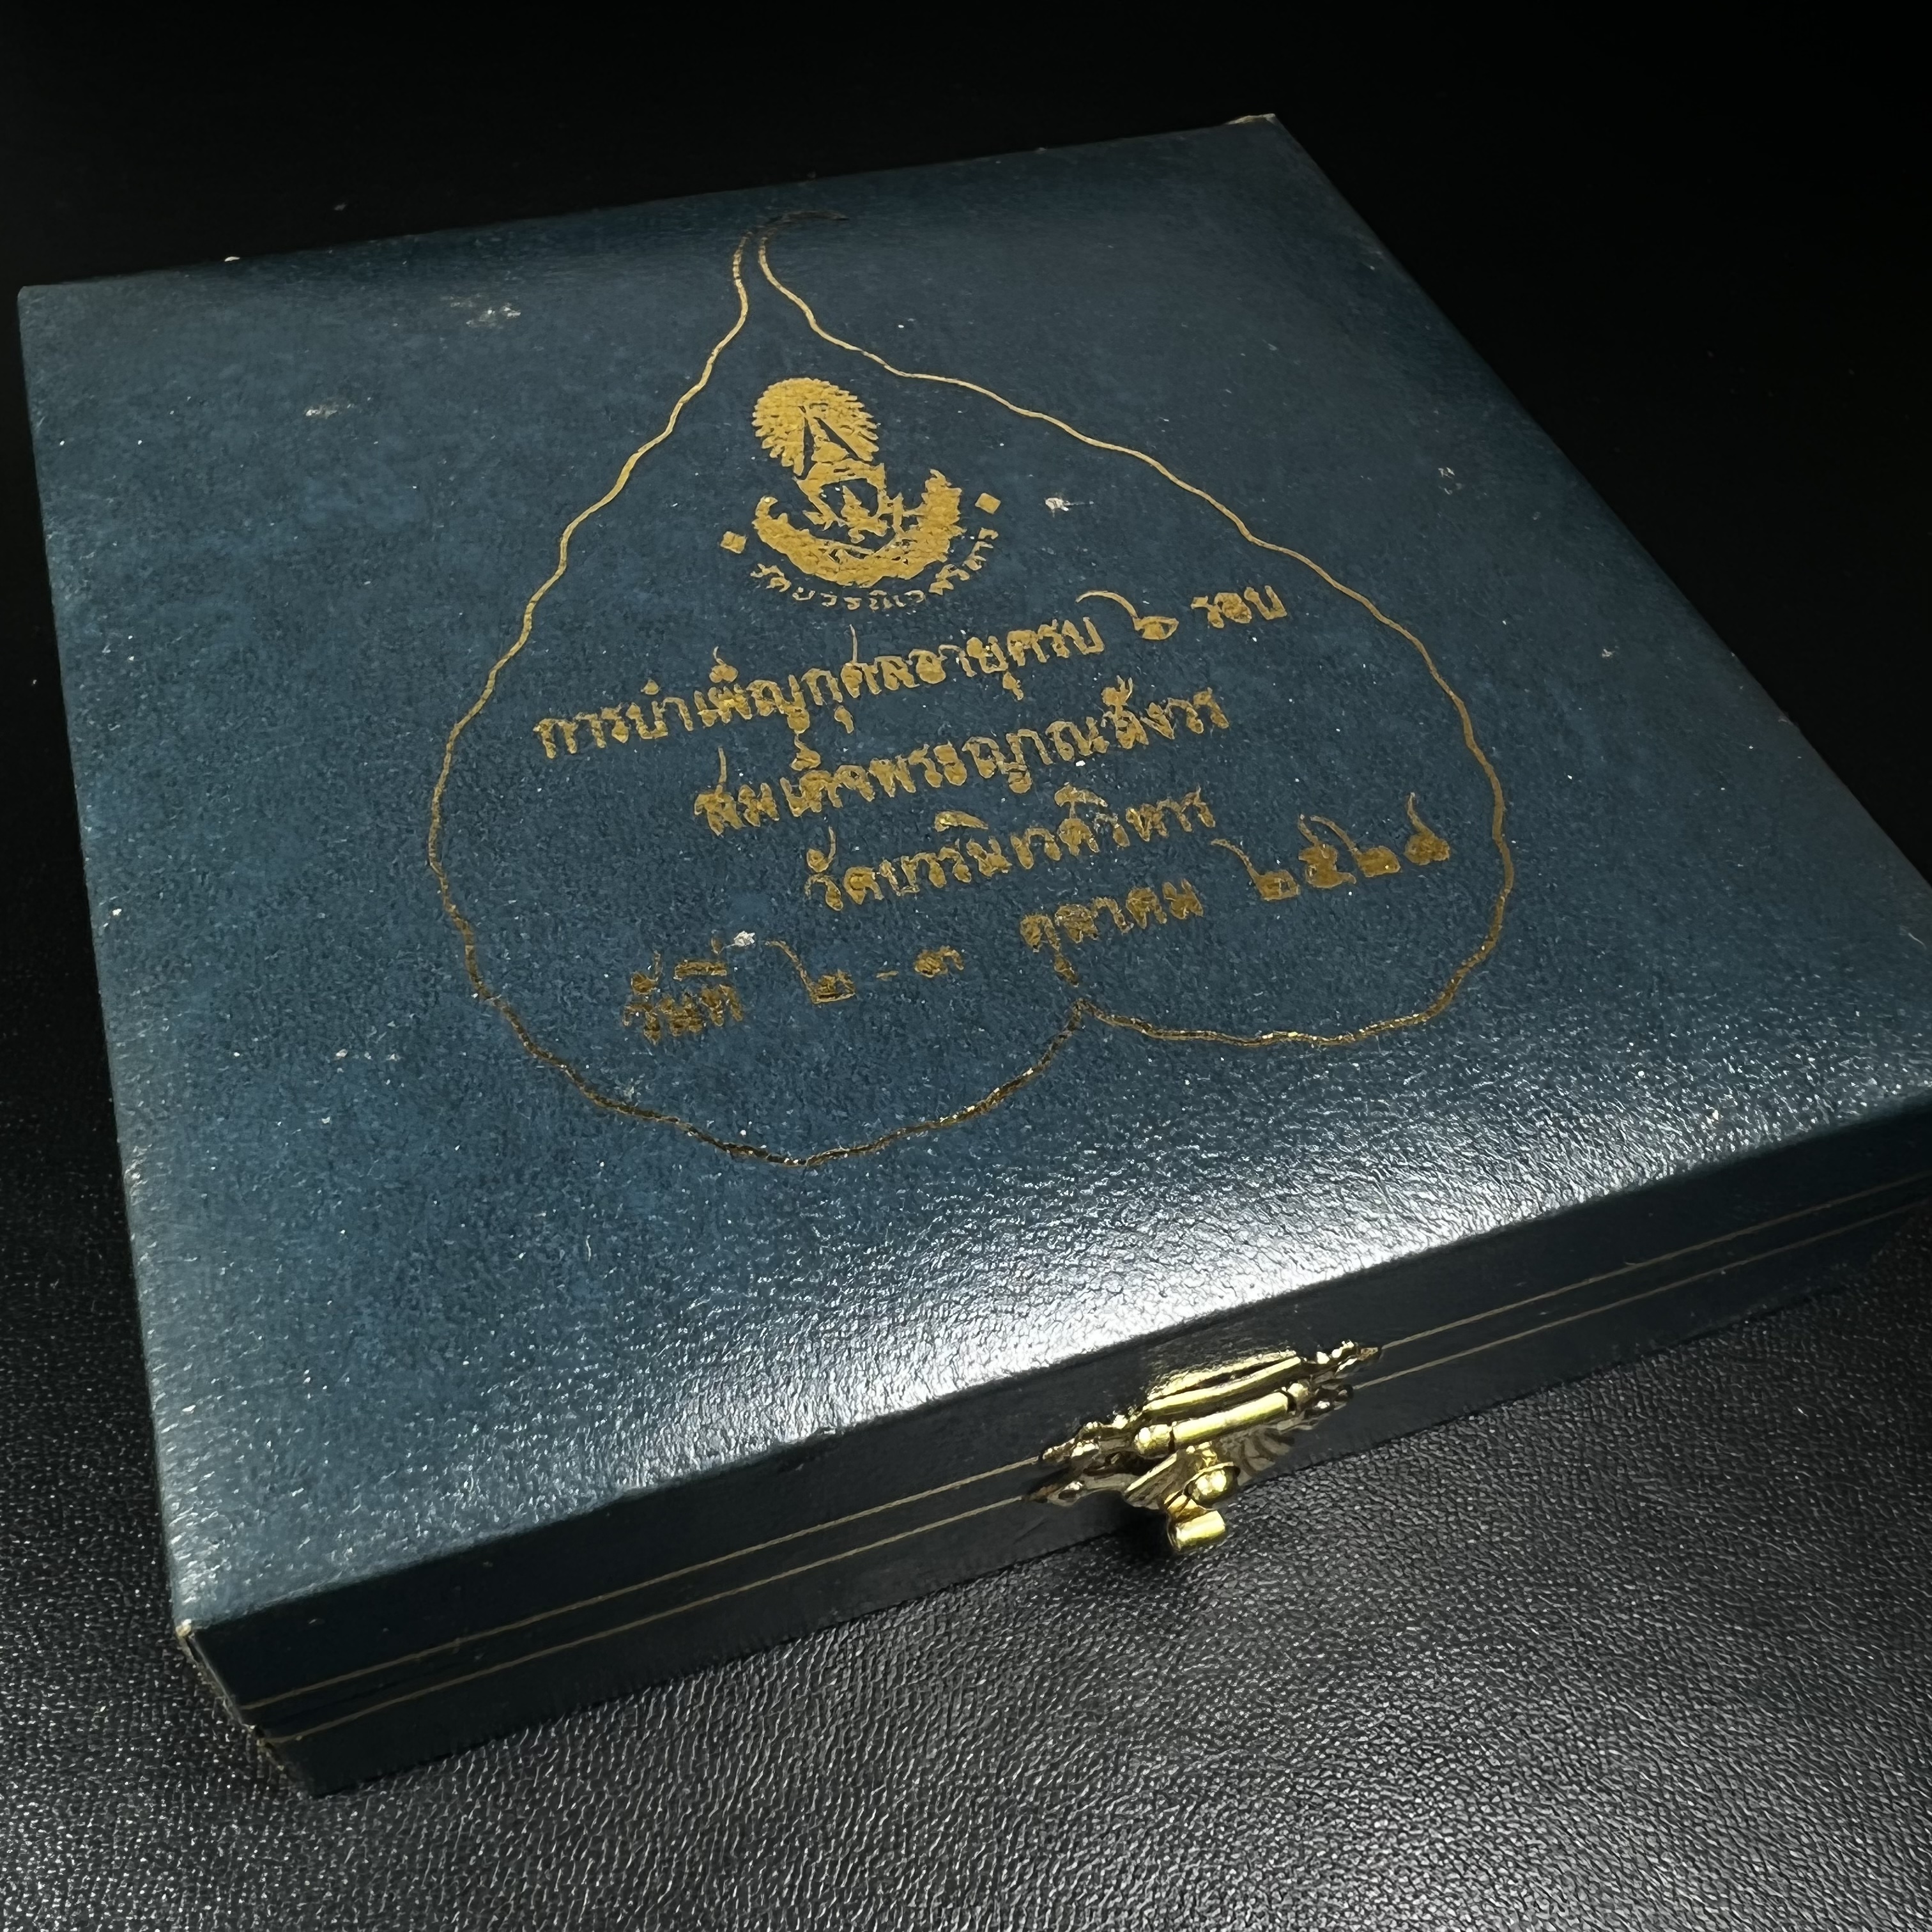 วัดบวรนิเวศวิหาร
การบำเพ็ญกุศลอายุครบ ๖ รอบ
สมเด็จพระญาณสังวร
วัดบวรนิเวศวิหาร
วันที่ ๒-๓ ตุลาคม ๒๕๒๘